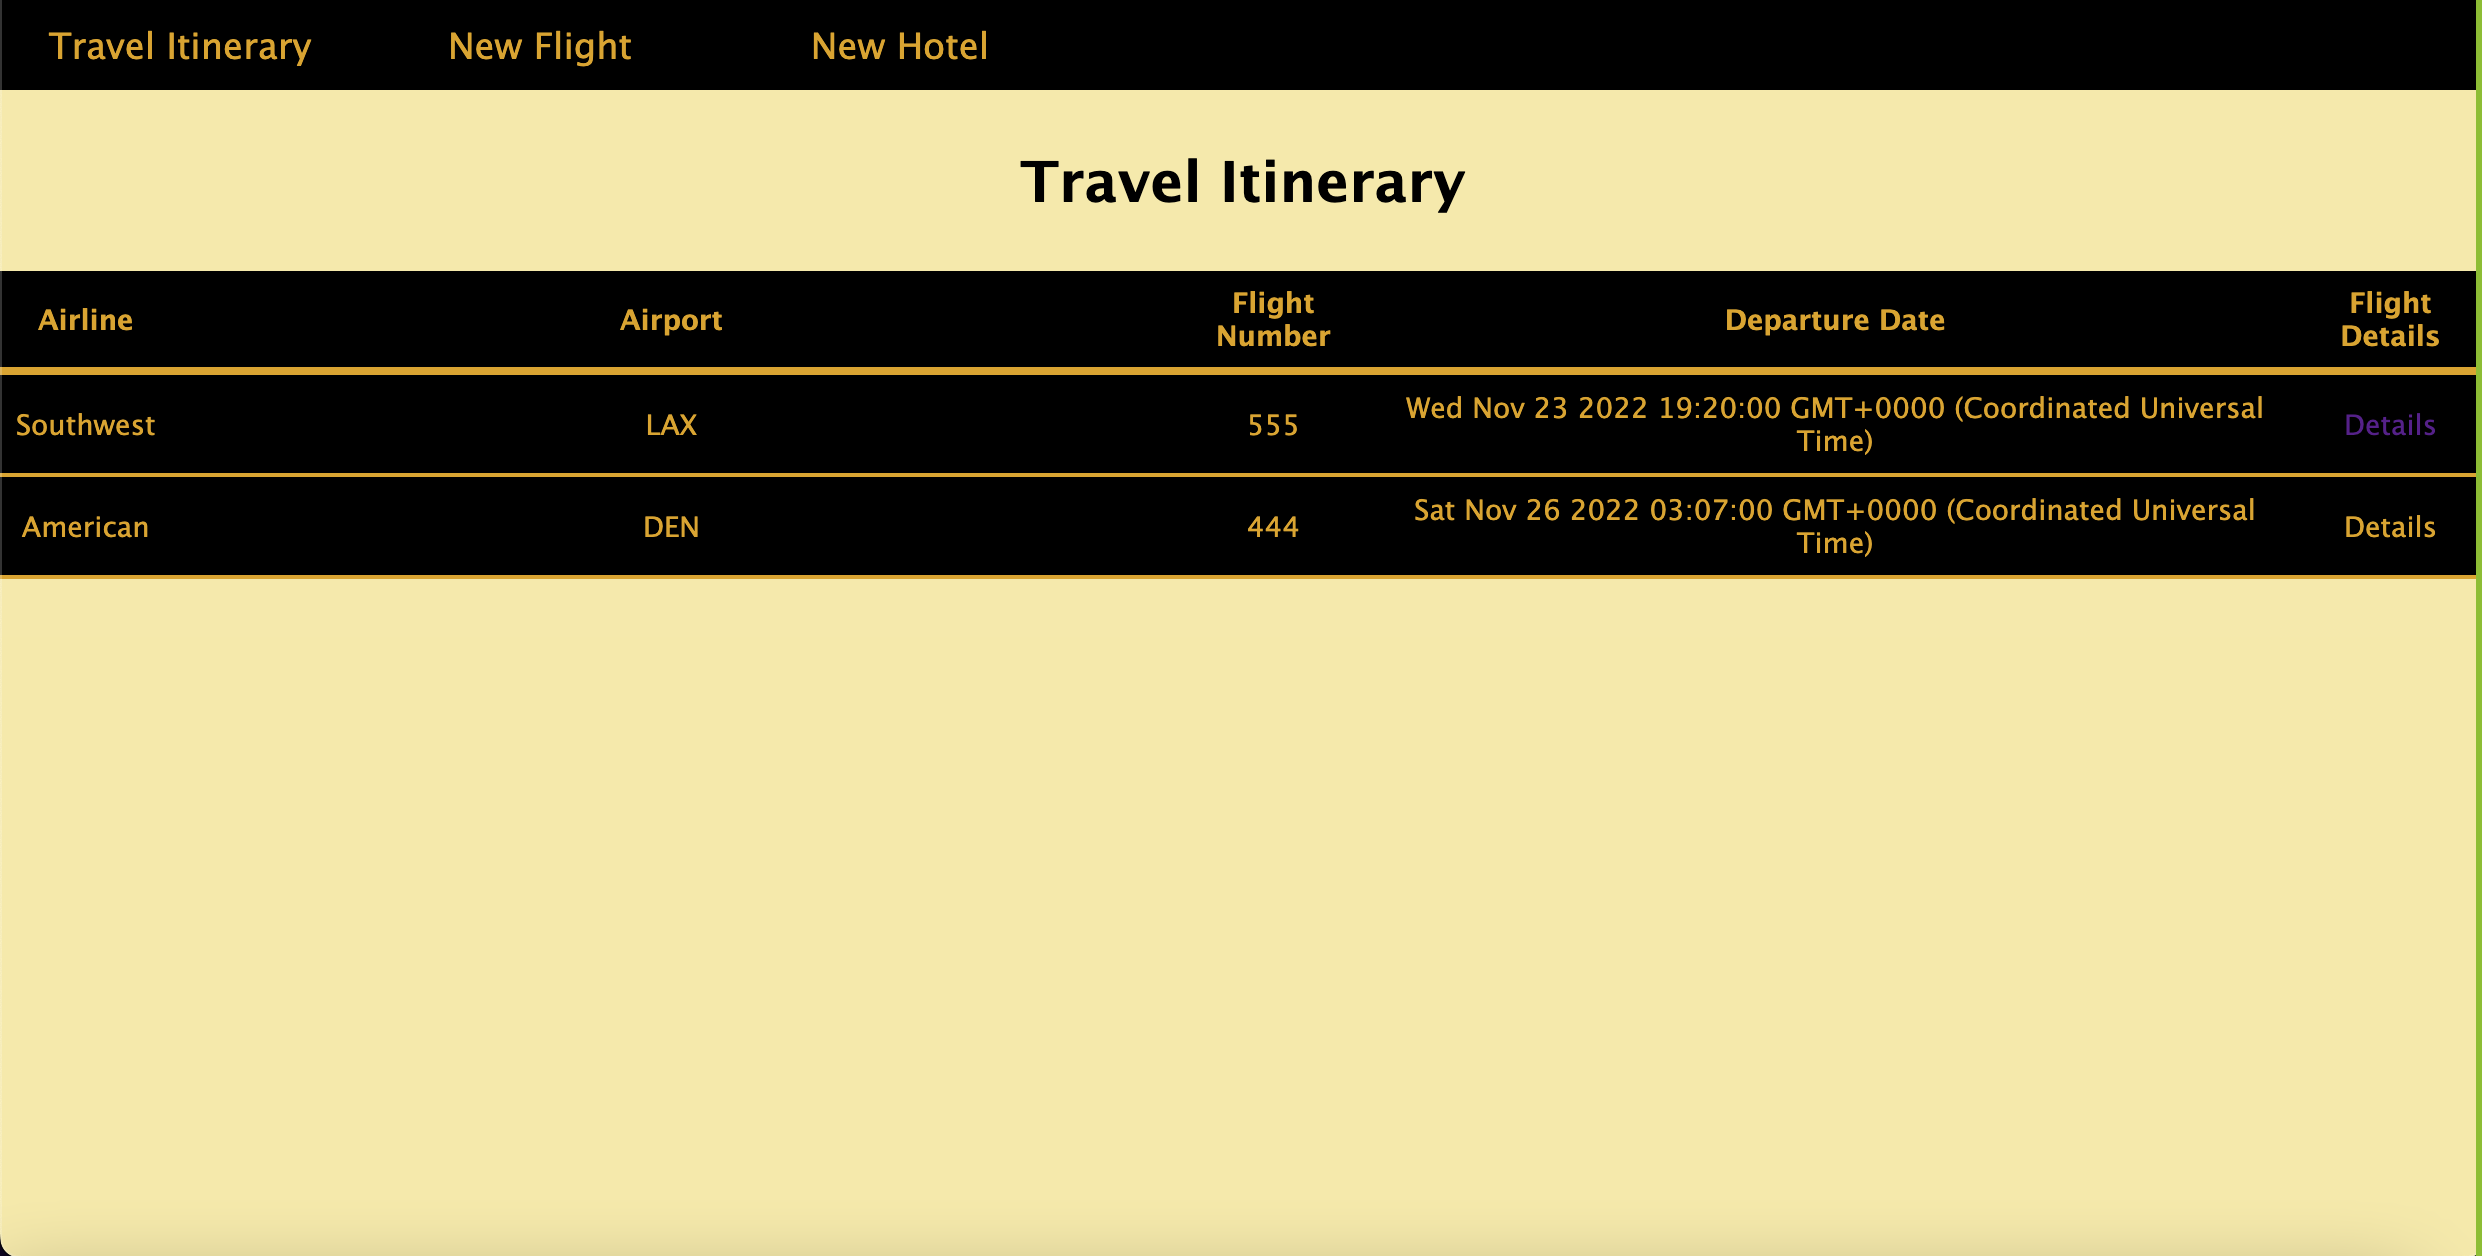 Travel Itinerary New Flight New Hotel
Travel Itinerary
Airline Airport Flight Number Departure Date Flight Details
Southwest LAX 555 Wed Nov 23 2022 19:20:00 GMT+0000 (Coordinated Universal
Time) Details
American DEN 444 Sat Nov 26 2022 03:07:00 GMT+0000 (Coordinated Universal
Time) Details